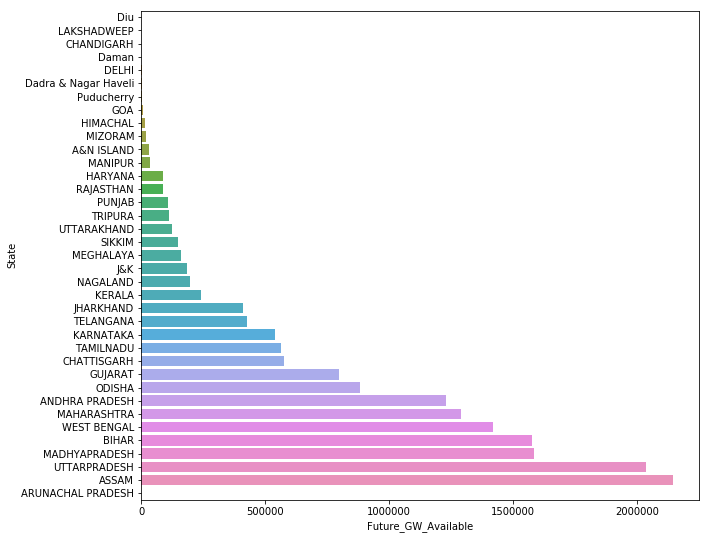 Diu
LAKSHADWEEP
CHANDIGARH
Daman
DELHI
Dadra & Nagar Haveli
Puducherry
GOA
HIMACHAL
MIZORAM
A&N ISLAND
MANIPUR
HARYANA
RAJASTHAN
PUNJAB
TRIPURA
UTTARAKHAND
SIKKIM
MEGHALAYA
J&K
NAGALAND
KERALA
JHARKHAND
TELANGANA
KARNATAKA
TAMILNADU
CHATTISGARH
GUJARAT
ODISHA
ANDHRA PRADESH
MAHARASHTRA
WEST BENGAL
BIHAR
MADHYAPRADESH
UTTARPRADESH
ASSAM
ARUNACHAL PRADESH
State
0 500000 1000000 1500000 2000000
Future_GW_Available